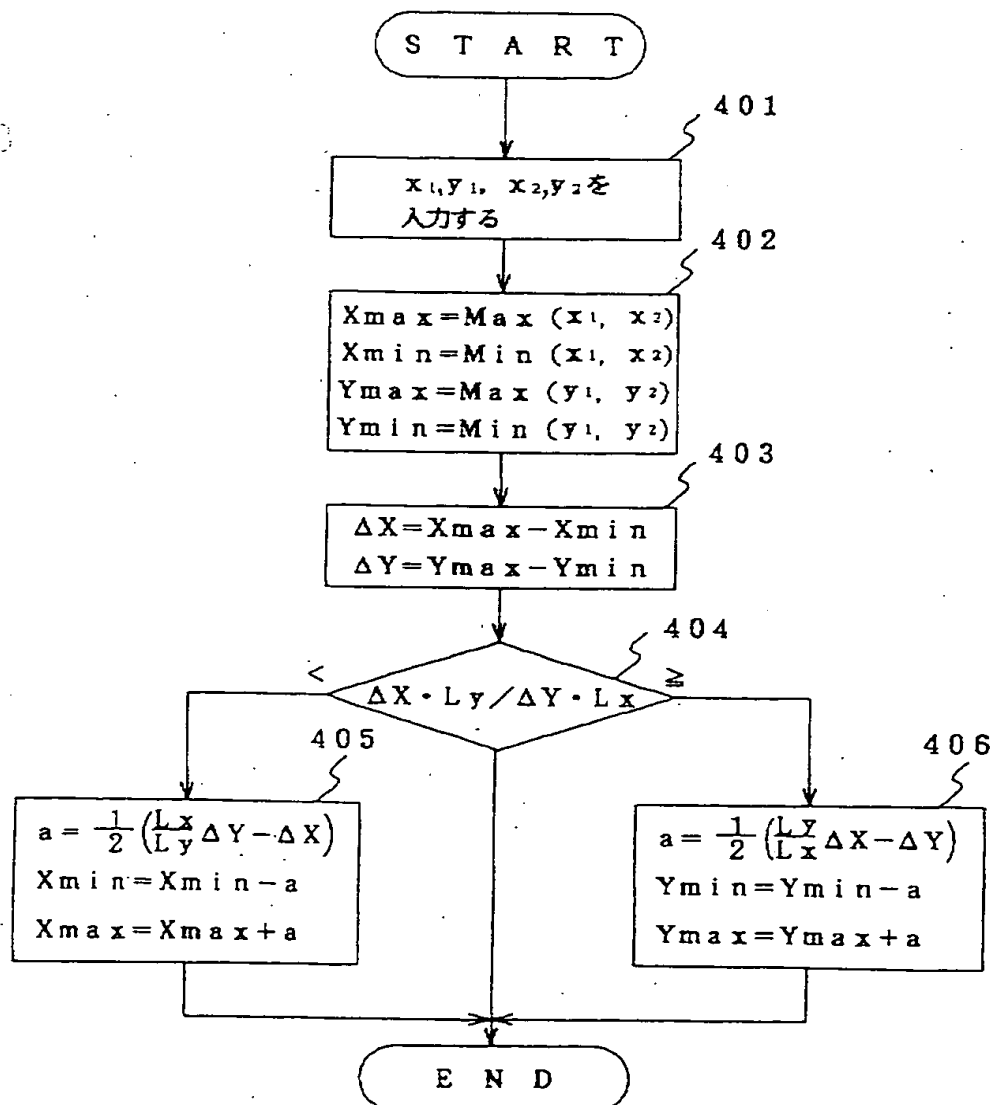 START
401
x₁,y₁, x₂,y₂を
入力する
402
Xmax=Max (x₁, x₂)
Xmin=Min (x₁, x₂)
Ymax=Max (y₁, y₂)
Ymin=Min (y₁, y₂)
403
ΔX=Xmax-Xmin
ΔY=Ymax-Ymin
404
< ΔX・Ly/ΔY・Lx ≧
405
a = 1/2 (Lx/Ly ΔY-ΔX)
Xmin=Xmin-a
Xmax=Xmax+a
406
a = 1/2 (Ly/Lx ΔX-ΔY)
Ymin=Ymin-a
Ymax=Ymax+a
END